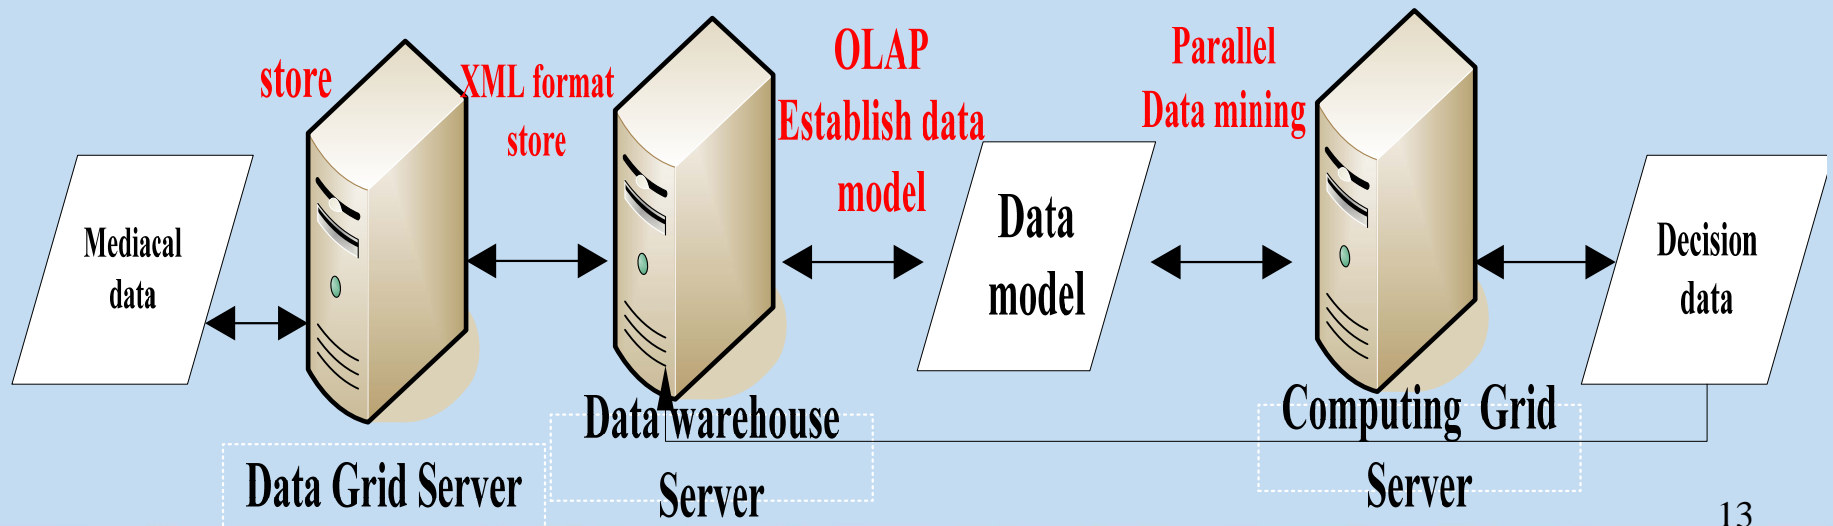 store
XML format
store
OLAP
Establish data
model
Parallel
Data mining
Mediacal
data
Data
model
Decision
data
Data Grid Server
Data warehouse
Server
Computing Grid
Server
13